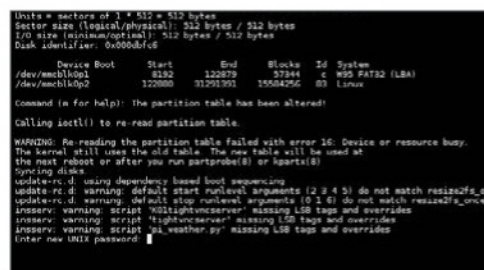 Units = sectors of 1 * 512 = 512 bytes
Sector size (logical/physical): 512 bytes / 512 bytes
I/O size (minimum/optimal): 512 bytes / 512 bytes
Disk identifier: 0x000dbfc6
Device Boot Start End Blocks Id System
/dev/mmcblk0p1 8192 122879 57344 c W95 FAT32 (LBA)
/dev/mmcblk0p2 122880 31291391 15584256 83 Linux
Command (m for help): The partition table has been altered!
Calling ioctl() to re-read partition table.
WARNING: Re-reading the partition table failed with error 16: Device or resource busy.
The kernel still uses the old table. The new table will be used at
the next reboot or after you run partprobe(8) or kpartx(8)
Syncing disks.
update-rc.d: using dependency based boot sequencing
update-rc.d: warning: default start runlevel arguments (2 3 4 5) do not match resize2fs_o
update-rc.d: warning: default stop runlevel arguments (0 1 6) do not match resize2fs_once
insserv: warning: script 'K01tightvncserver' missing LSB tags and overrides
insserv: warning: script 'tightvncserver' missing LSB tags and overrides
insserv: warning: script 'pi_weather.py' missing LSB tags and overrides
Enter new UNIX password: